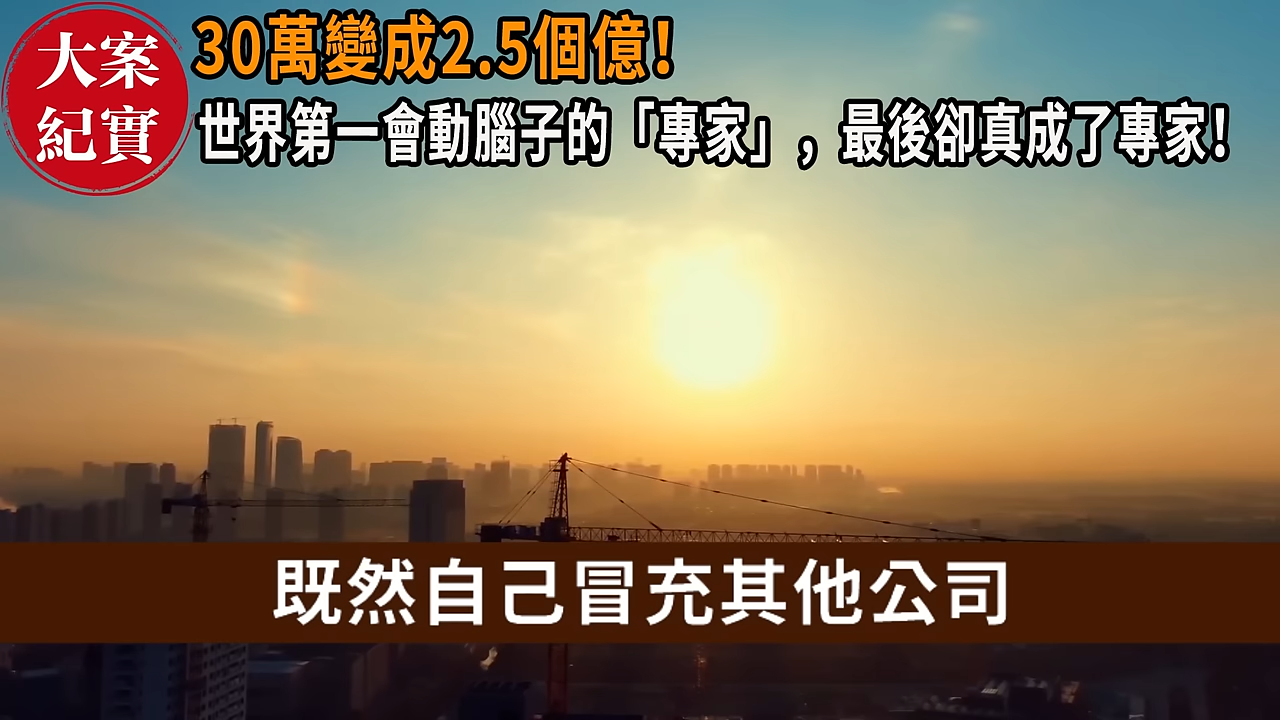 大案
紀實
30萬變成2.5個億！
世界第一會動腦子的「專家」，最後卻真成了專家！
既然自己冒充其他公司